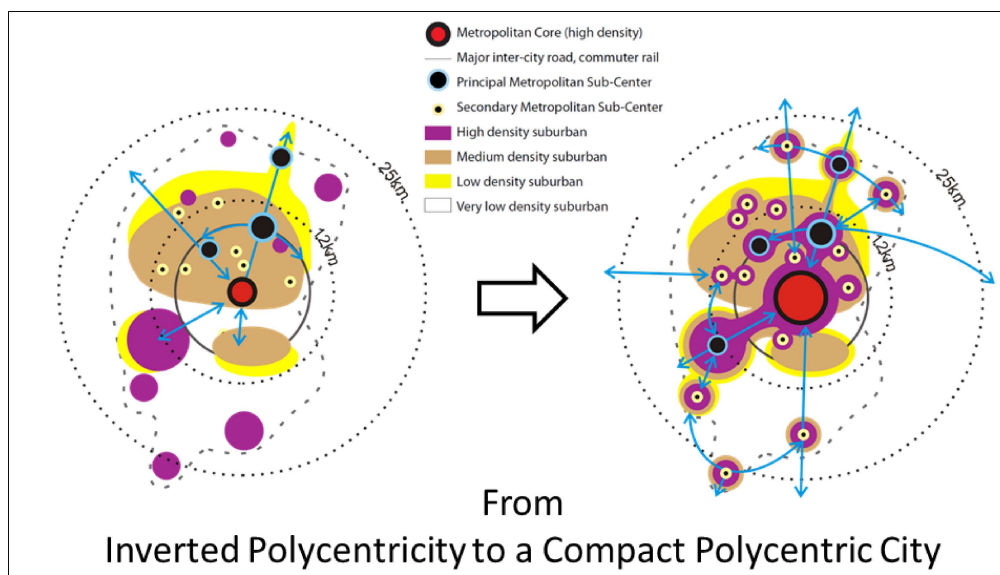 Metropolitan Core (high density)
Major inter-city road, commuter rail
Principal Metropolitan Sub-Center
Secondary Metropolitan Sub-Center
High density suburban
Medium density suburban
Low density suburban
Very low density suburban
25km.
12km
25km.
12km
From
Inverted Polycentricity to a Compact Polycentric City